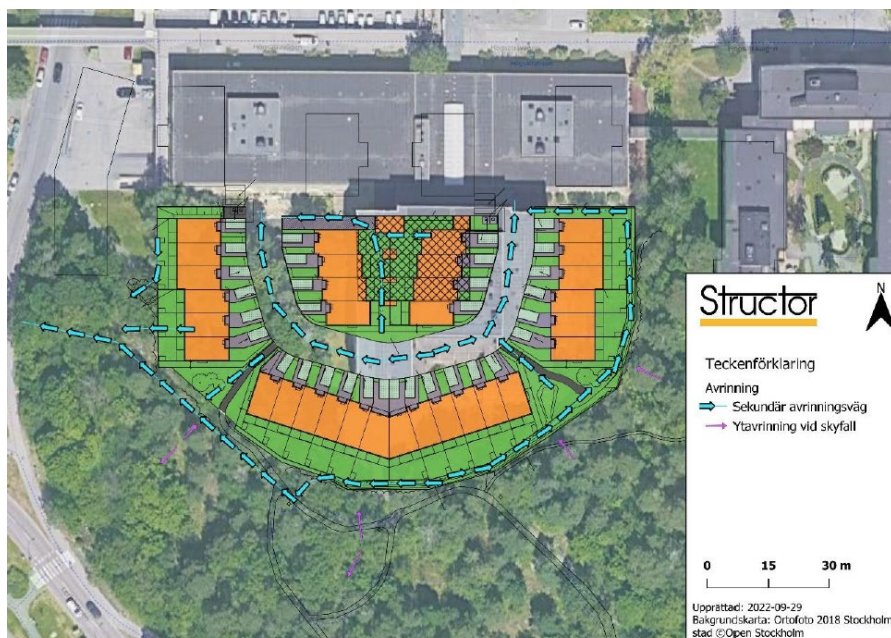 Structor
N
Teckenförklaring
Avrinning
Sekundär avrinningsväg
Ytavrinning vid skyfall
0 15 30 m
Upprättad: 2022-09-29
Bakgrundskarta: Ortofoto 2018 Stockholm
stad ©Open Stockholm